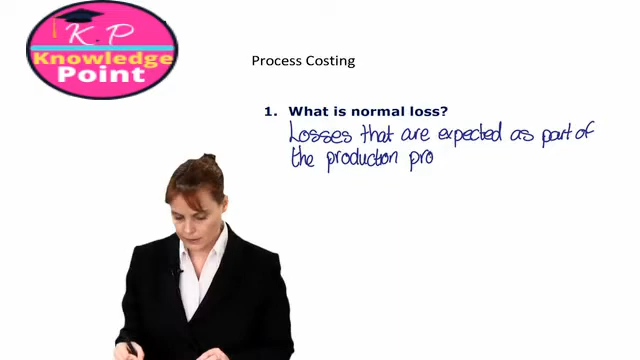 K.P
Knowledge
Point
Process Costing
1. What is normal loss?
Losses that are expected as part of
the production pro